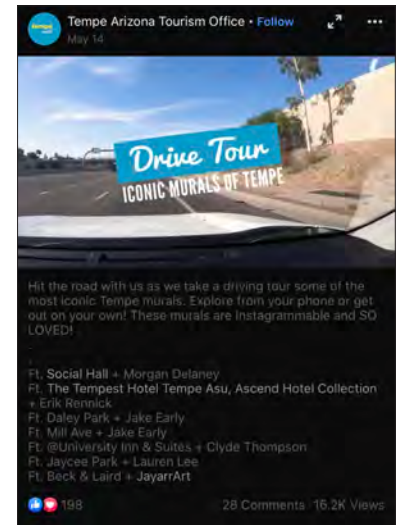 tempe
Tempe Arizona Tourism Office • Follow
May 14
Drive Tour
ICONIC MURALS OF TEMPE
Hit the road with us as we take a driving tour some of the
most iconic Tempe murals. Explore from your phone or get
out on your own! These murals are Instagrammable and SO
LOVED!
.
.
Ft. Social Hall + Morgan Delaney
Ft. The Tempest Hotel Tempe Asu, Ascend Hotel Collection
+ Erik Rennick
Ft. Daley Park + Jake Early
Ft. Mill Ave + Jake Early
Ft. @University Inn & Suites + Clyde Thompson
Ft. Jaycee Park + Lauren Lee
Ft. Beck & Laird + JayarrArt
198
28 Comments 16.2K Views